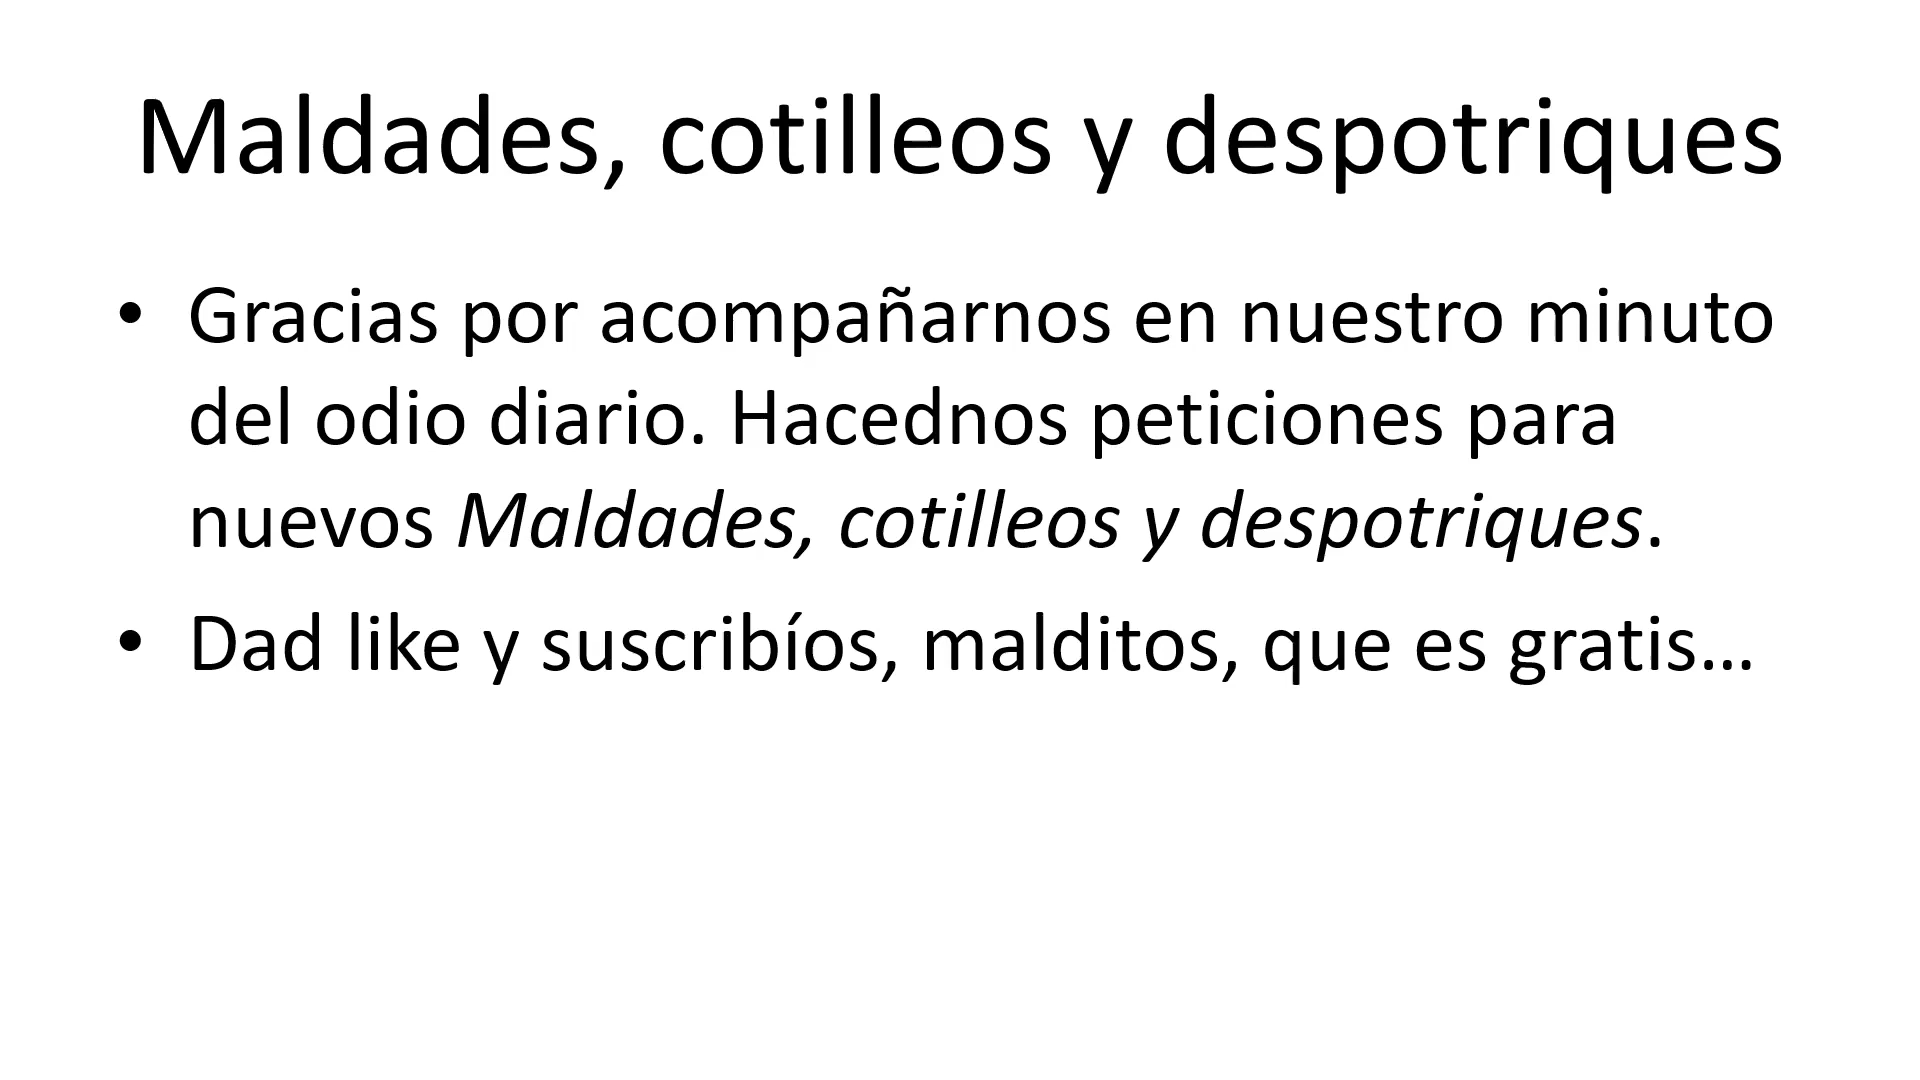 Maldades, cotilleos y despotriques
• Gracias por acompañarnos en nuestro minuto
del odio diario. Hacednos peticiones para
nuevos Maldades, cotilleos y despotriques.
• Dad like y suscribíos, malditos, que es gratis…